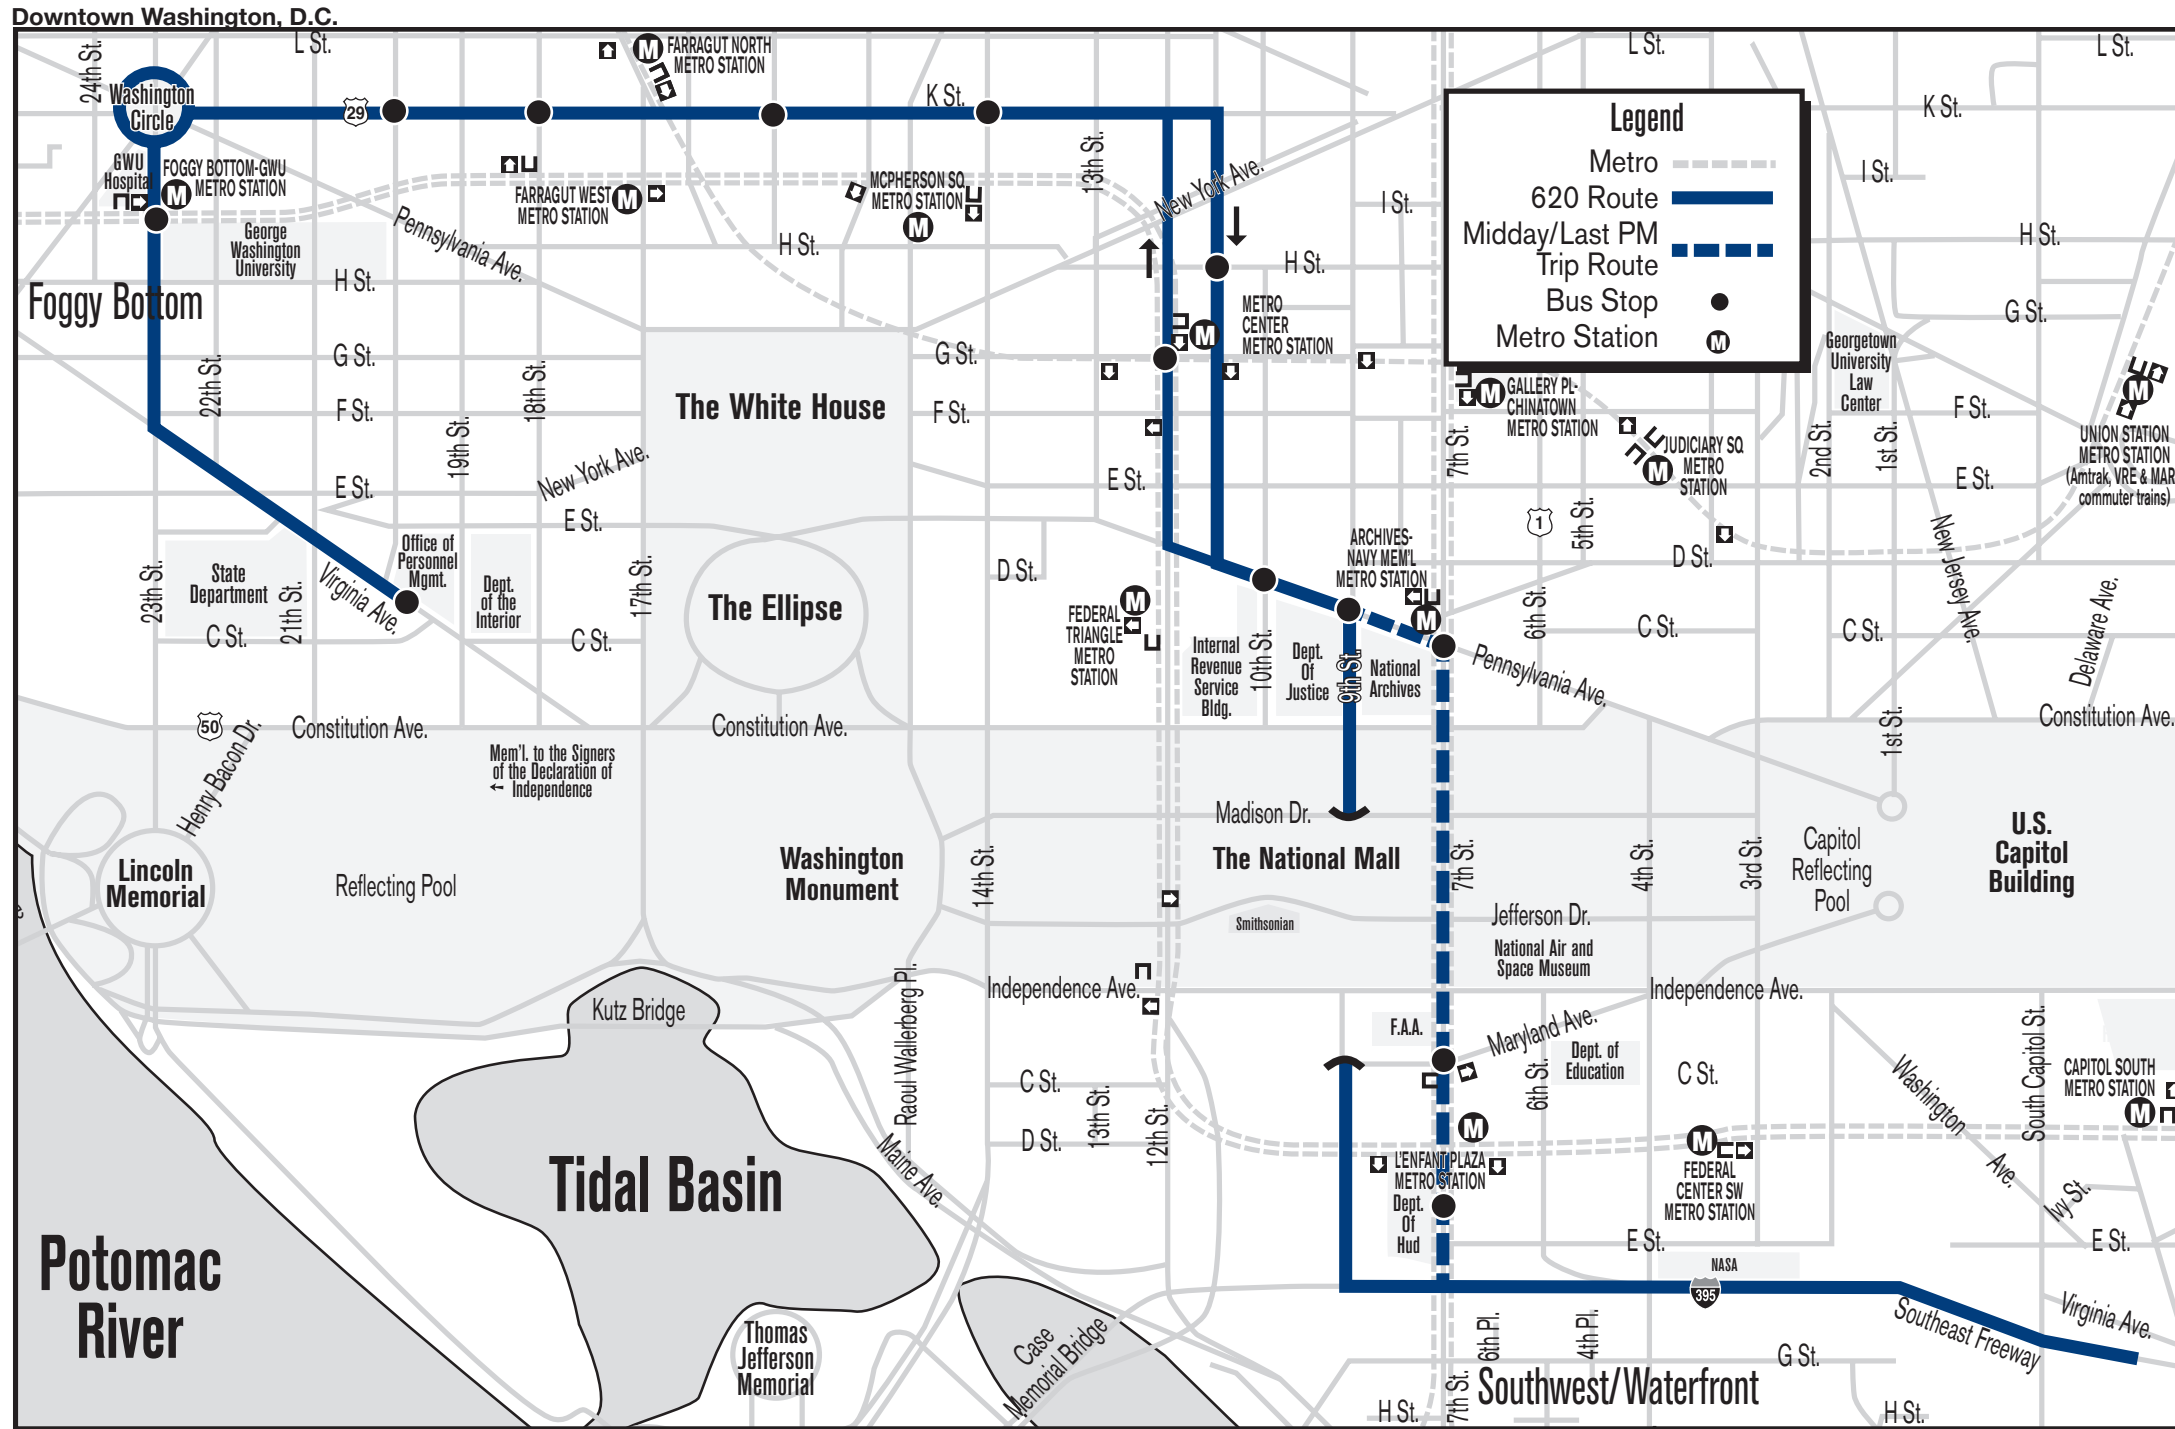 Downtown Washington, D.C.
L St.
24th St.
FARRAGUT NORTH
METRO STATION
M
L St.
L St.
Washington
Circle
29
K St.
K St.
Legend
Metro
620 Route
Midday/Last PM
Trip Route
Bus Stop
Metro Station
M
GWU
Hospital
FOGGY BOTTOM-GWU
METRO STATION
M
FARRAGUT WEST
METRO STATION
M
MCPHERSON SQ.
METRO STATION
M
13th St.
New York Ave.
I St.
I St.
George
Washington
University
Pennsylvania Ave.
H St.
H St.
H St.
H St.
Foggy Bottom
METRO
CENTER
METRO STATION
M
G St.
G St.
G St.
22th St.
18th St.
F St.
F St.
F St.
The White House
GALLERY PL-
CHINATOWN
METRO STATION
M
Georgetown
University
Law
Center
M
UNION STATION
METRO STATION
(Amtrak, VRE & MAR
commuter trains)
19th St.
7th St.
JUDICIARY SQ
METRO
STATION
M
2nd St.
1st St.
E St.
New York Ave.
E St.
E St.
E St.
1
5th St.
New Jersey Ave.
D St.
D St.
Office of
Personnel
Mgmt.
State
Department
23th St.
21th St.
Virginia Ave.
Dept.
of the
Interior
17th St.
The Ellipse
ARCHIVES-
NAVY MEM'L
METRO STATION
M
M
FEDERAL
TRIANGLE
METRO
STATION
C St.
C St.
C St.
C St.
6th St.
Delaware Ave.
Internal
Revenue
Service
Bldg.
10th St.
Dept.
Of
Justice
9th St.
National
Archives
Pennsylvania Ave.
50
Henry Bacon Dr.
Constitution Ave.
Constitution Ave.
Constitution Ave.
1st St.
Mem'l. to the Signers
of the Declaration of
Independence
Madison Dr.
Lincoln
Memorial
Reflecting Pool
Washington
Monument
14th St.
The National Mall
7th St.
4th St.
3rd St.
Capitol
Reflecting
Pool
U.S.
Capitol
Building
Smithsonian
Jefferson Dr.
National Air and
Space Museum
Independence Ave.
Independence Ave.
Kutz Bridge
Raoul Wallerberg Pl.
F.A.A.
Maryland Ave.
Dept. of
Education
6th St.
C St.
C St.
D St.
13th St.
12th St.
Washington
Ave.
South Capitol St.
CAPITOL SOUTH
METRO STATION
M
Maine Ave.
M
L'ENFANT PLAZA
METRO STATION
M
FEDERAL
CENTER SW
METRO STATION
Dept.
Of
Hud
Ivy St.
Tidal Basin
E St.
E St.
Potomac
River
NASA
395
Southeast Freeway
Virginia Ave.
Thomas
Jefferson
Memorial
Case
Memorial Bridge
6th Pl.
4th Pl.
G St.
7th St.
Southwest/Waterfront
H St.
H St.